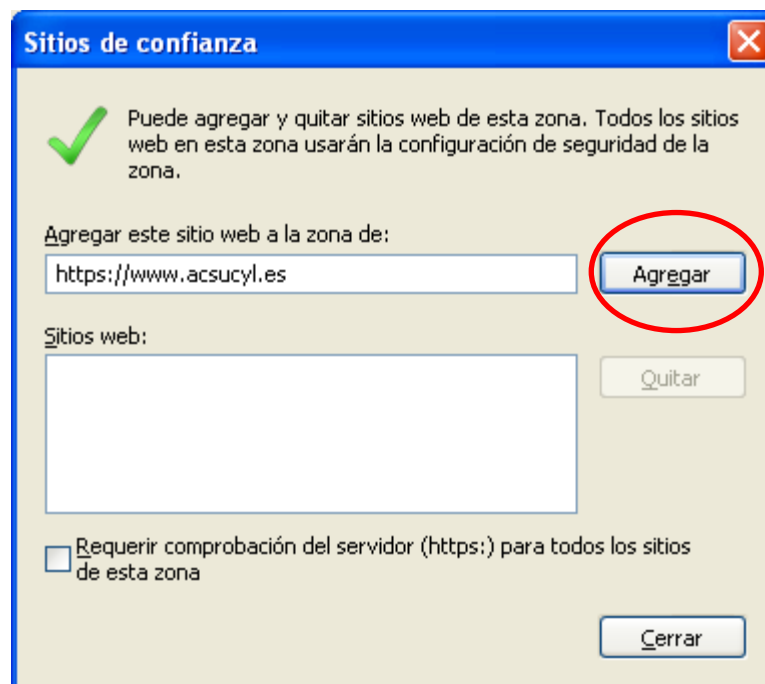 Sitios de confianza
Puede agregar y quitar sitios web de esta zona. Todos los sitios
web en esta zona usarán la configuración de seguridad de la
zona.
Agregar este sitio web a la zona de:
https://www.acsucyl.es
Agregar
Sitios web:
Quitar
Requerir comprobación del servidor (https:) para todos los sitios
de esta zona
Cerrar